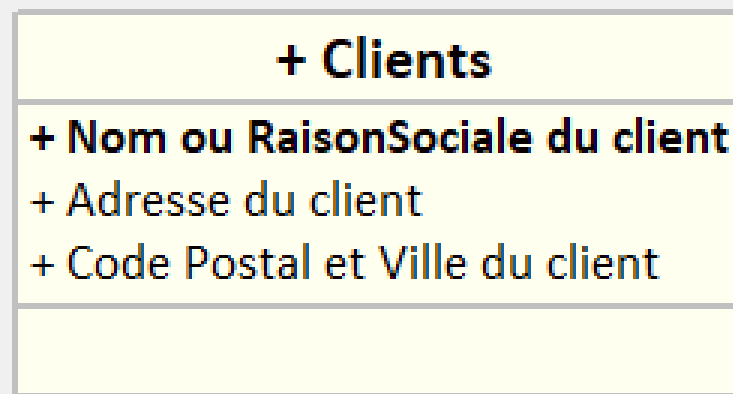 + Clients
+ Nom ou RaisonSociale du client
+ Adresse du client
+ Code Postal et Ville du client